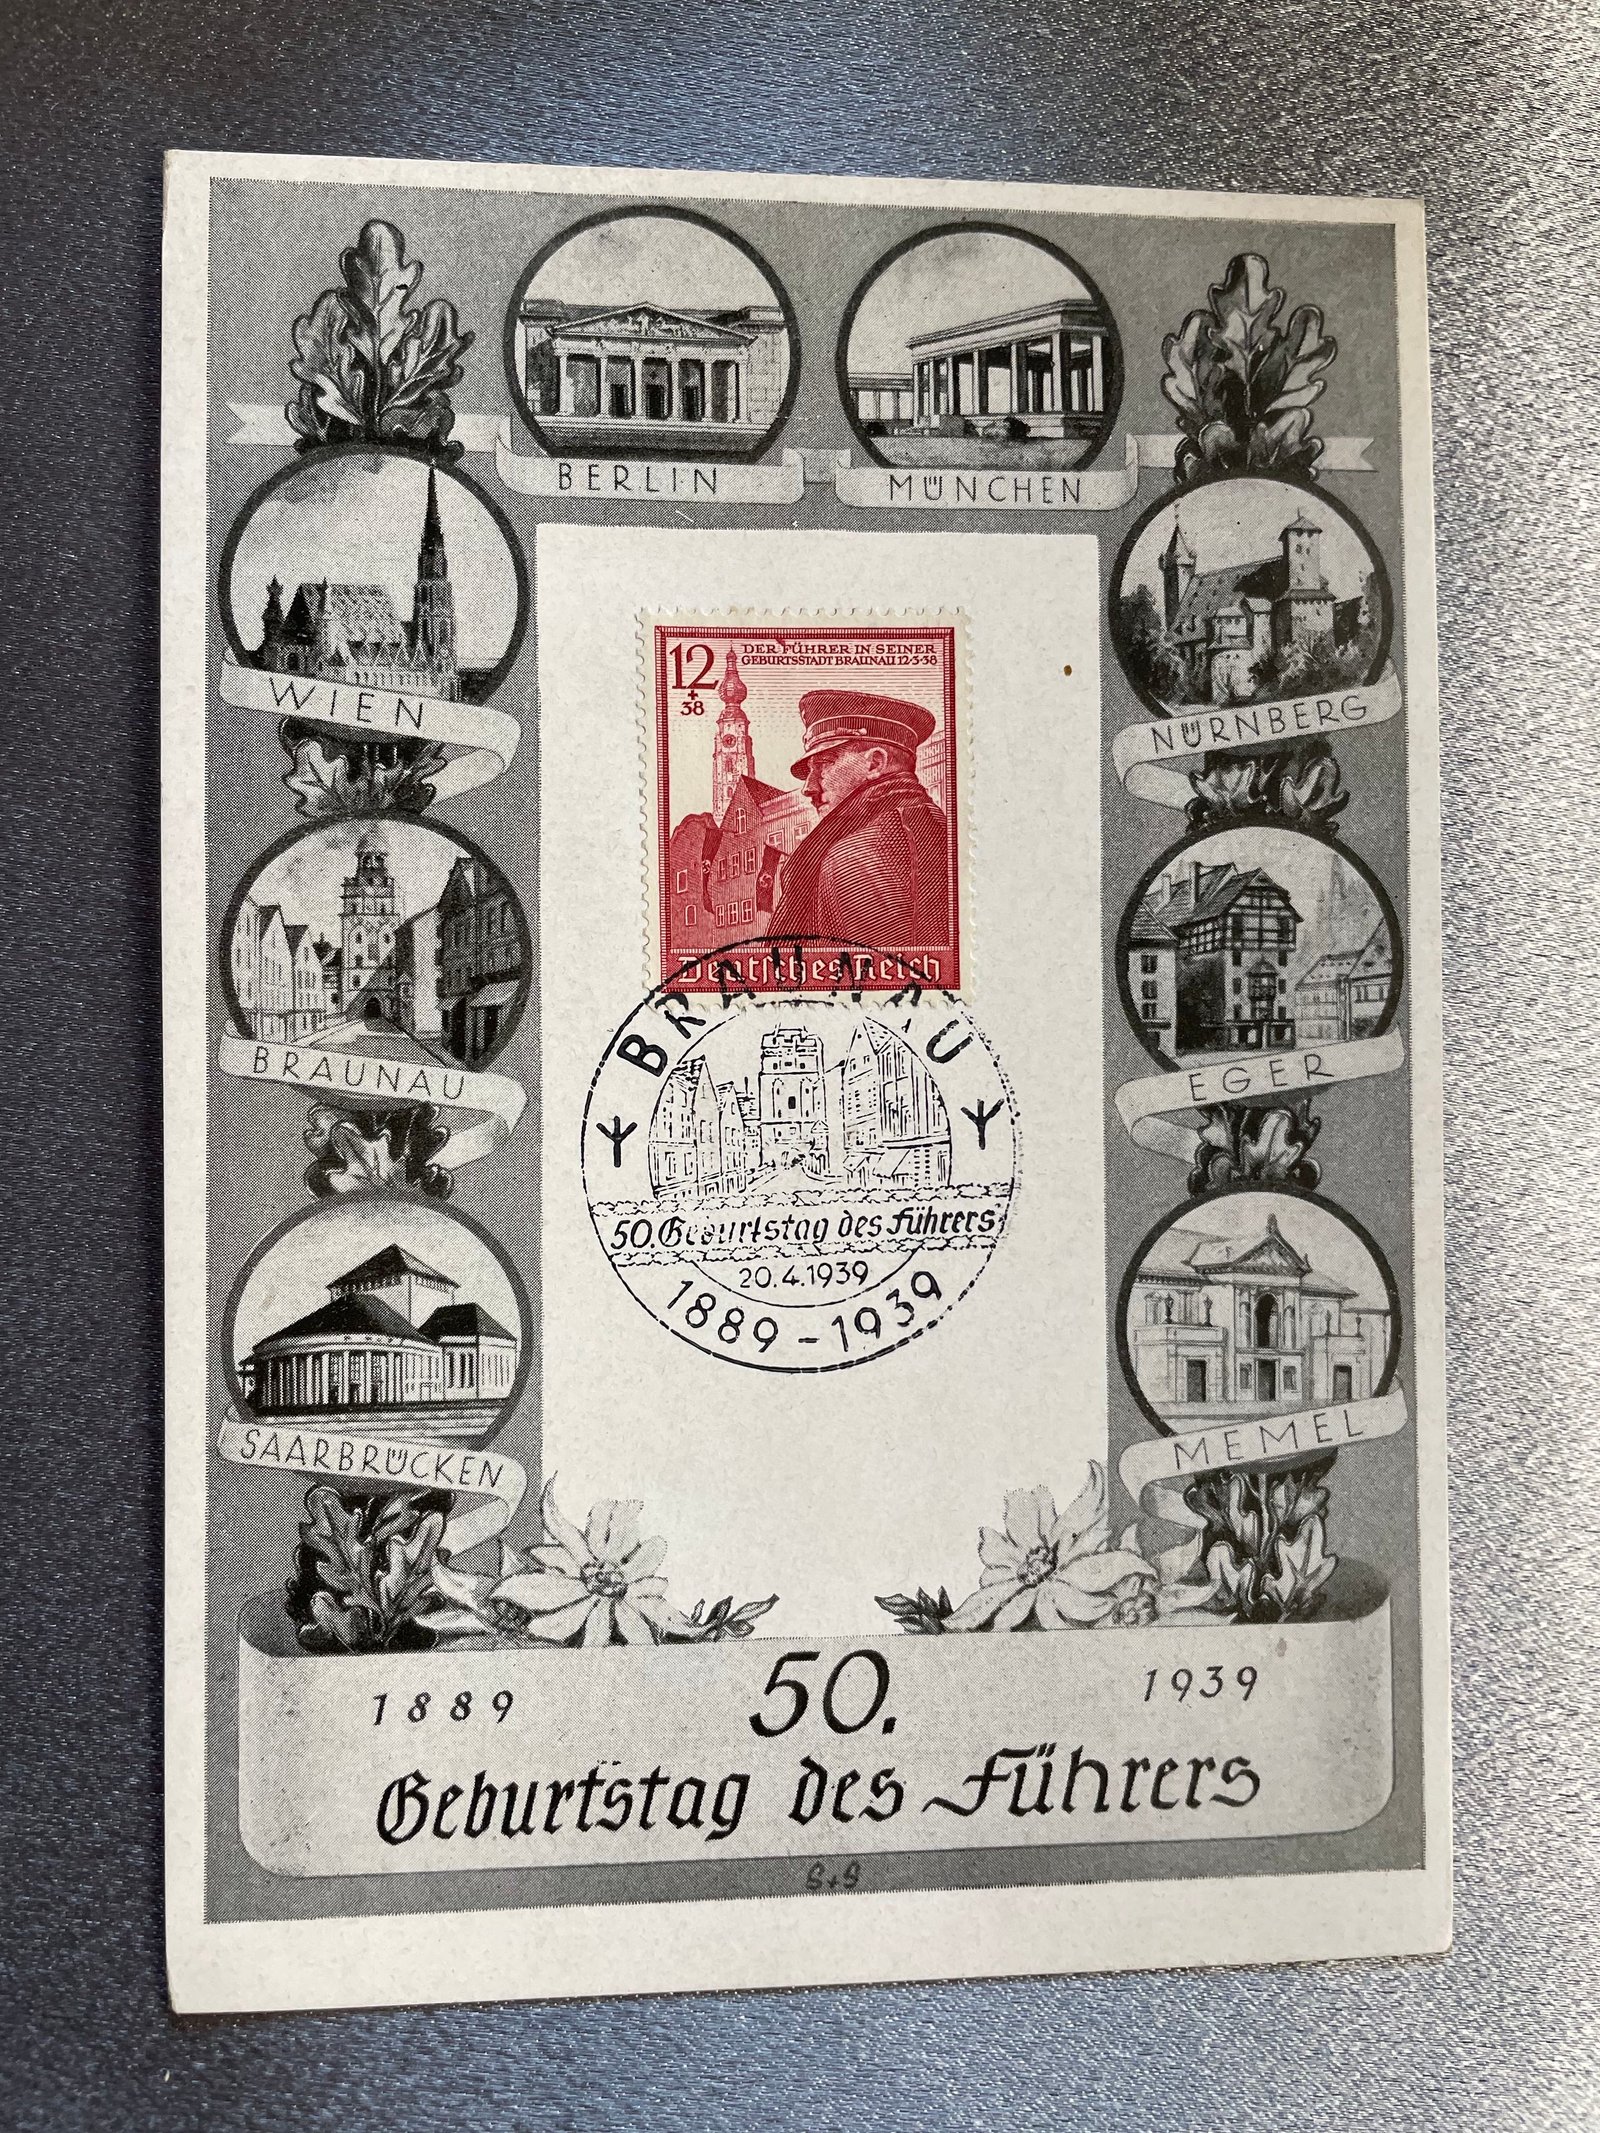 BERLIN
MÜNCHEN
WIEN
NÜRNBERG
BRAUNAU
EGER
SAARBRÜCKEN
MEMEL
12
+
38
DER FÜHRER IN SEINER
GEBURTSSTADT BRAUNAU 12·3·38
Deutsches Reich
BRAUNAU
50. Geburtstag des Führers
20.4.1939
1889 – 1939
1889 50. 1939
Geburtstag des Führers
S+S